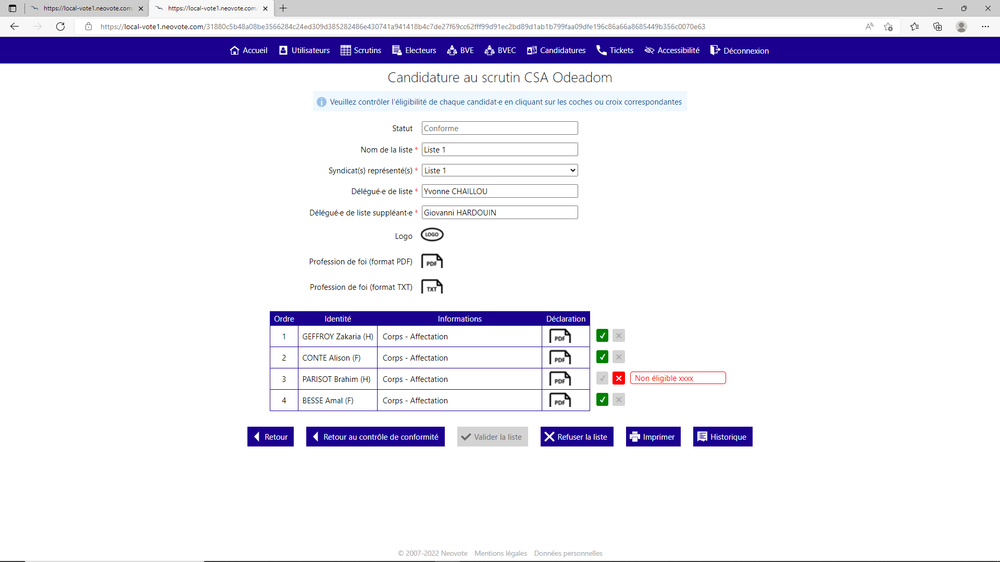 https://local-vote1.neovote.com/
https://local-vote1.neovote.com/
https://local-vote1.neovote.com/31880c5b48a08be3566284c24ed309d385282486e430741a941418b4c7de27f69cc62fff99d91ec2bd89d1ab1b799faa09dfe196c86a66a8685449b356c0070e63
Accueil Utilisateurs Scrutins Electeurs BVE BVEC Candidatures Tickets Accessibilité Déconnexion
Candidature au scrutin CSA Odeadom
Veuillez contrôler l'éligibilité de chaque candidat·e en cliquant sur les coches ou croix correspondantes
Statut Conforme
Nom de la liste * Liste 1
Syndicat(s) représenté(s) * Liste 1
Délégué·e de liste * Yvonne CHAILLOU
Délégué·e de liste suppléant·e * Giovanni HARDOUIN
Logo LOGO
Profession de foi (format PDF) PDF
Profession de foi (format TXT) TXT
Ordre Identité Informations Déclaration
1 GEFFROY Zakaria (H) Corps - Affectation PDF
2 CONTE Alison (F) Corps - Affectation PDF
3 PARISOT Brahim (H) Corps - Affectation PDF Non éligible xxxx
4 BESSE Amal (F) Corps - Affectation PDF
Retour Retour au contrôle de conformité Valider la liste Refuser la liste Imprimer Historique
© 2007-2022 Neovote Mentions légales Données personnelles